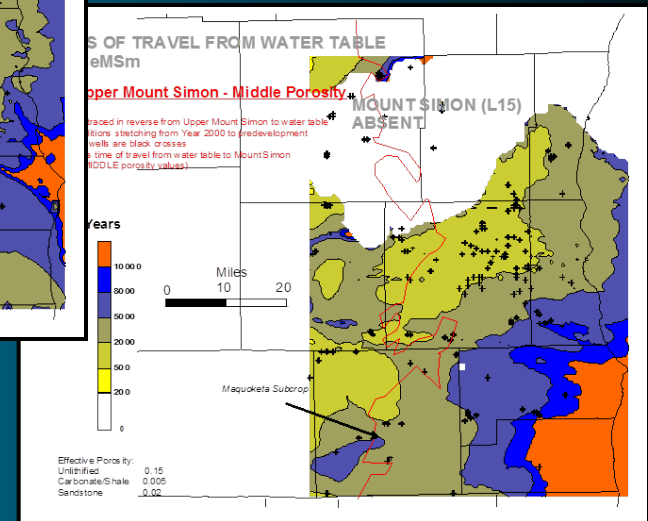 S OF TRAVEL FROM WATER TABLE
eMSm
pper Mount Simon - Middle Porosity
MOUNT SIMON (L15)
ABSENT
traced in reverse from Upper Mount Simon to water table
ditions stretching from Year 2000 to predevelopment
wells are black crosses
s time of travel from water table to Mount Simon
MIDDLE porosity values)
Years
10000
8000
5000
2000
500
200
0
Miles
0 10 20
Maquoketa Subcrop
Effective Porosity:
Unlithified 0.15
Carbonate/Shale 0.005
Sandstone 0.02